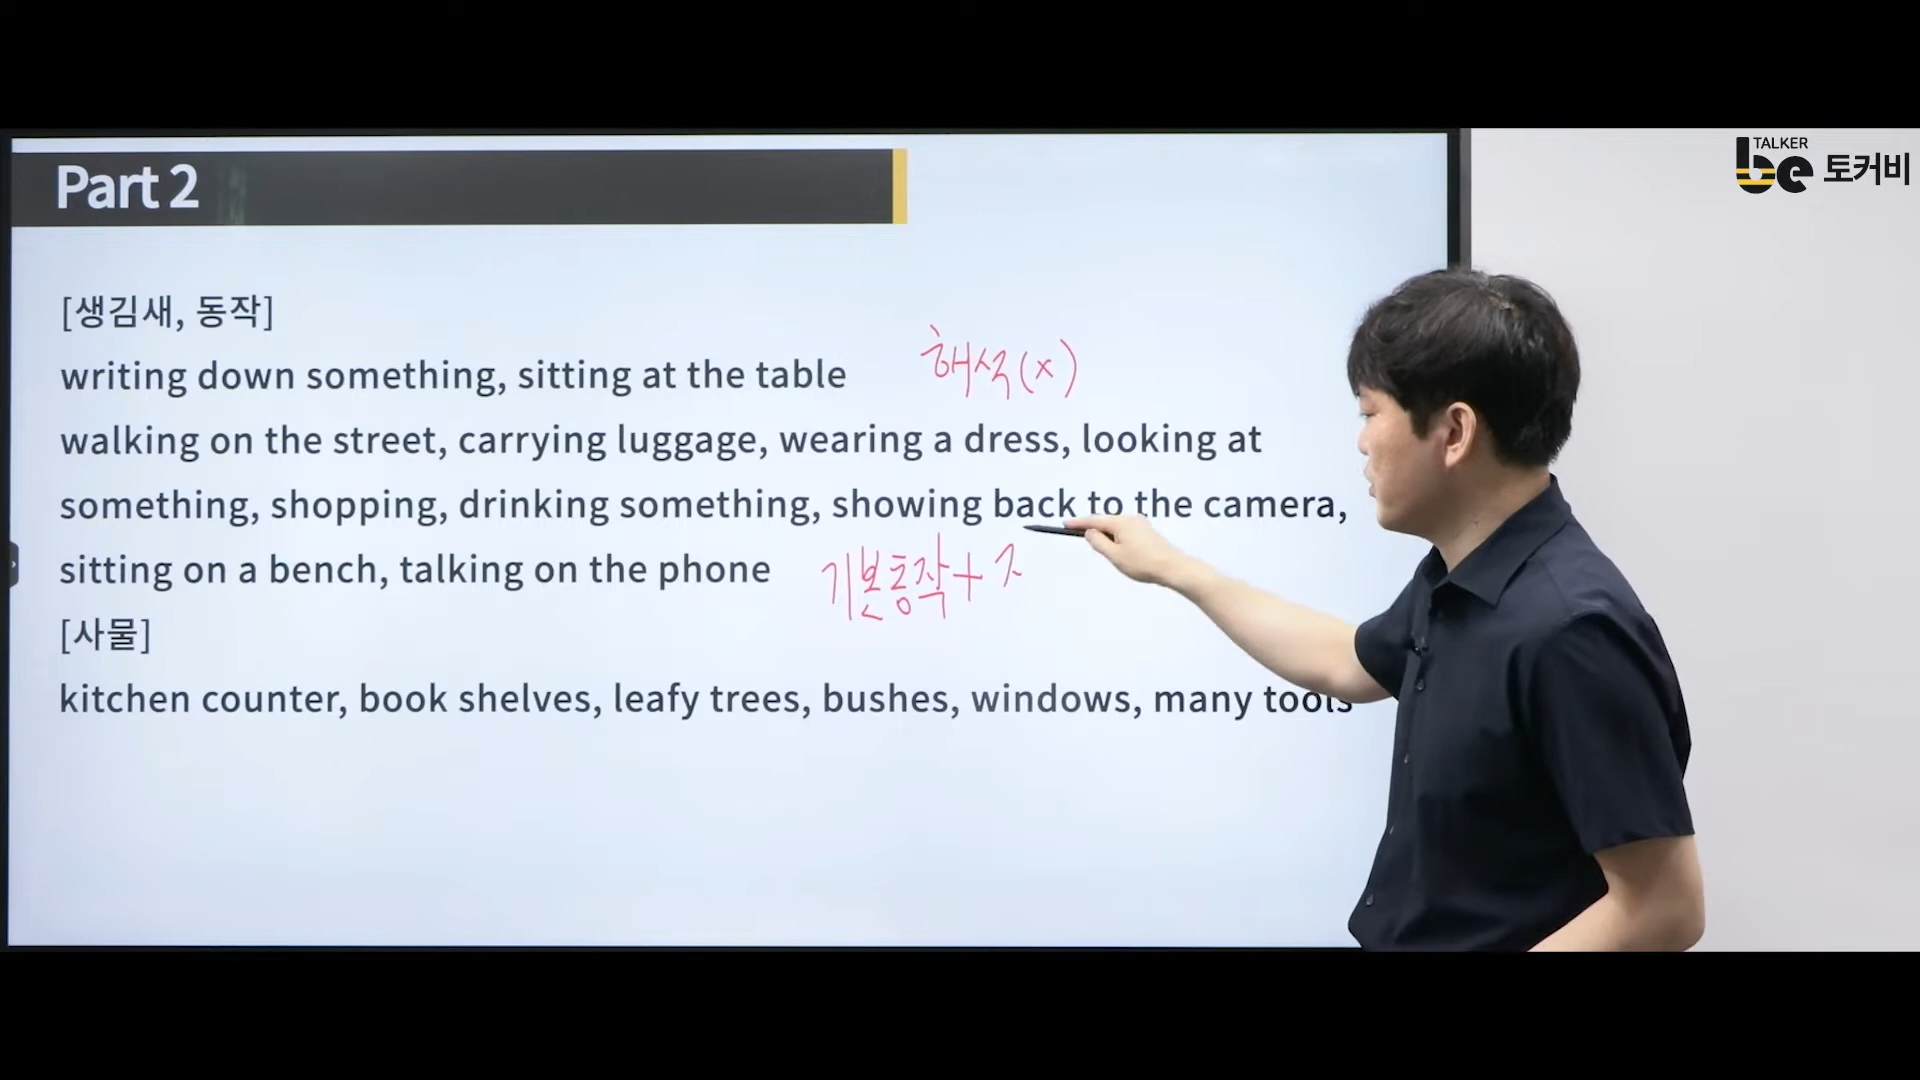 TALKER
be 토커비
Part 2
[생김새, 동작]
writing down something, sitting at the table
해석(x)
walking on the street, carrying luggage, wearing a dress, looking at
something, shopping, drinking something, showing back to the camera,
sitting on a bench, talking on the phone
기본동작+
[사물]
kitchen counter, book shelves, leafy trees, bushes, windows, many tools